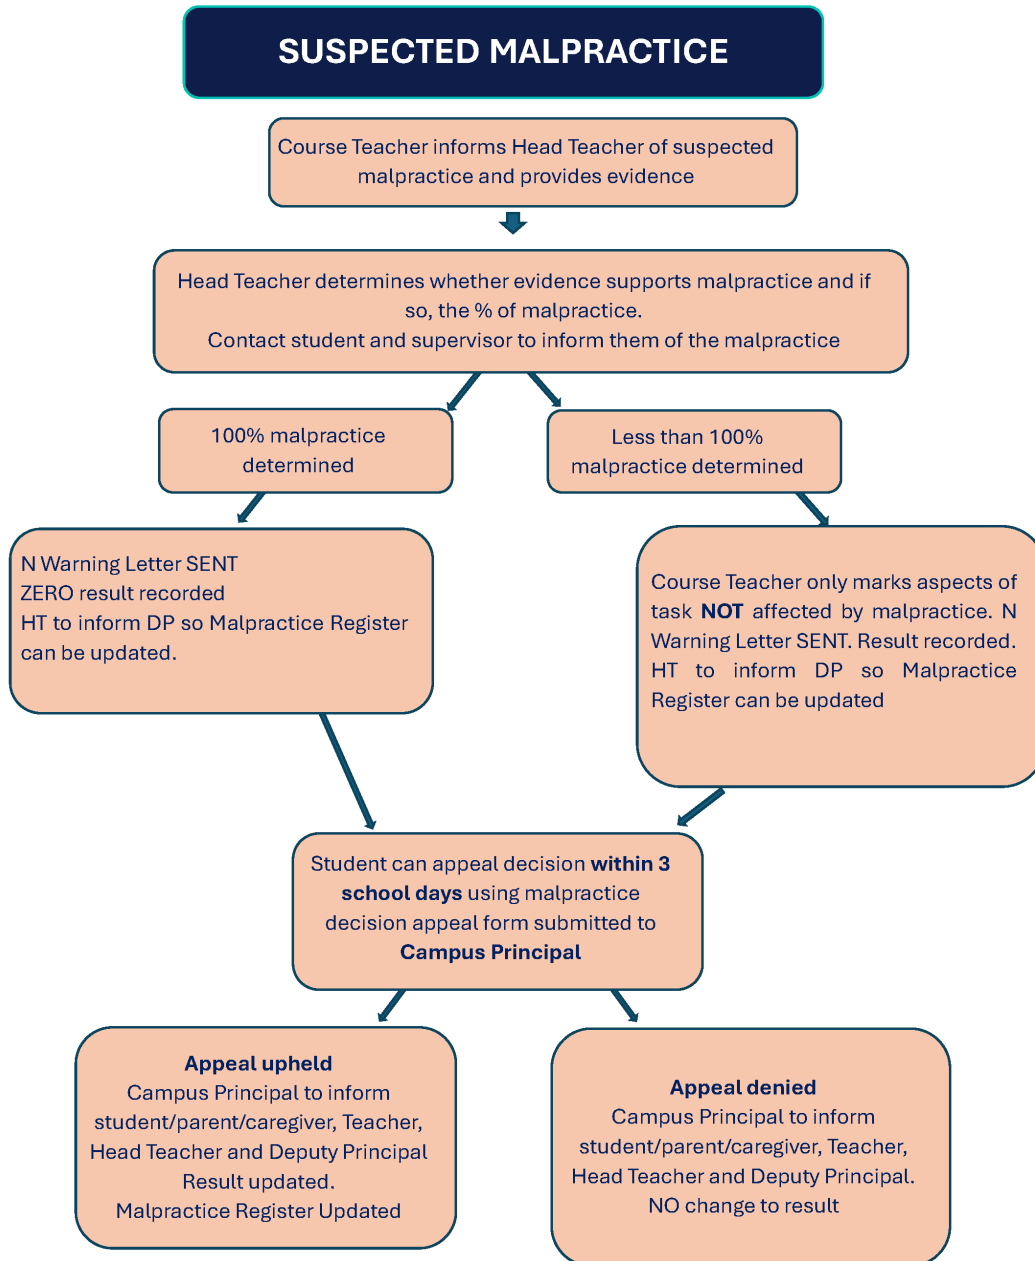 SUSPECTED MALPRACTICE
Course Teacher informs Head Teacher of suspected
malpractice and provides evidence
Head Teacher determines whether evidence supports malpractice and if
so, the % of malpractice.
Contact student and supervisor to inform them of the malpractice
100% malpractice
determined
Less than 100%
malpractice determined
N Warning Letter SENT
ZERO result recorded
HT to inform DP so Malpractice Register
can be updated.
Course Teacher only marks aspects of
task NOT affected by malpractice. N
Warning Letter SENT. Result recorded.
HT to inform DP so Malpractice
Register can be updated
Student can appeal decision within 3
school days using malpractice
decision appeal form submitted to
Campus Principal
Appeal upheld
Campus Principal to inform
student/parent/caregiver, Teacher,
Head Teacher and Deputy Principal
Result updated.
Malpractice Register Updated
Appeal denied
Campus Principal to inform
student/parent/caregiver, Teacher,
Head Teacher and Deputy Principal.
NO change to result